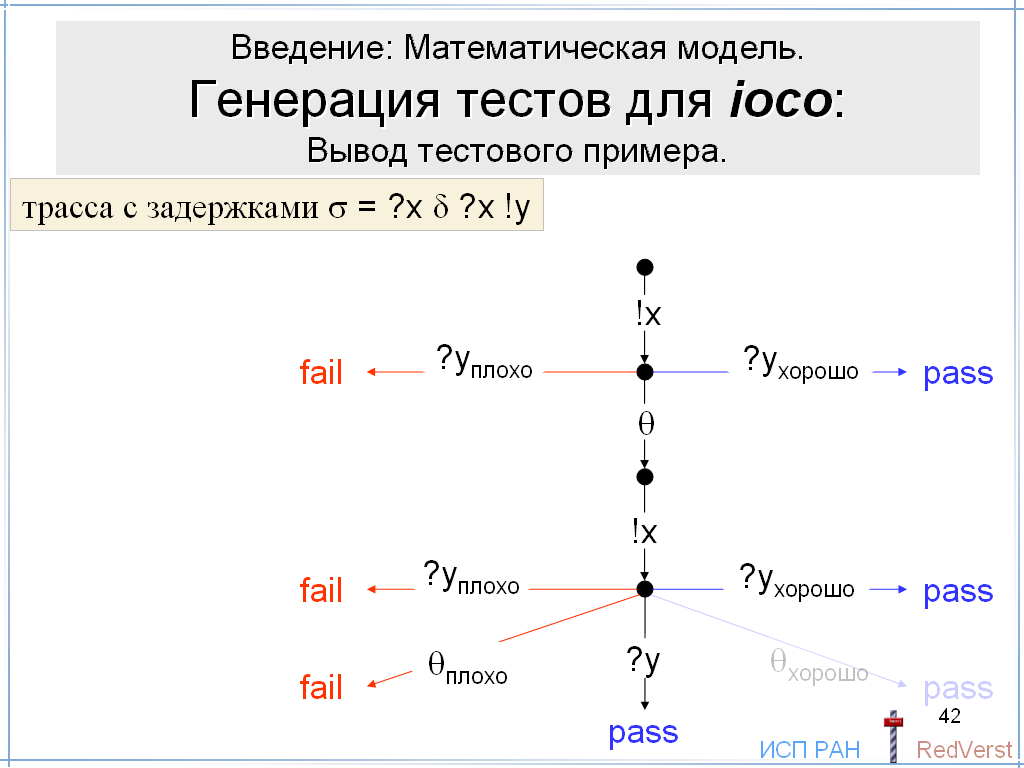 Введение: Математическая модель.
Генерация тестов для ioco:
Вывод тестового примера.
трасса с задержками σ = ?x δ ?x !y
!x
fail ?yплохо ?yхорошо pass
θ
!x
fail ?yплохо ?yхорошо pass
θплохо ?y θхорошо
fail pass
42
pass
ИСП РАН RedVerst